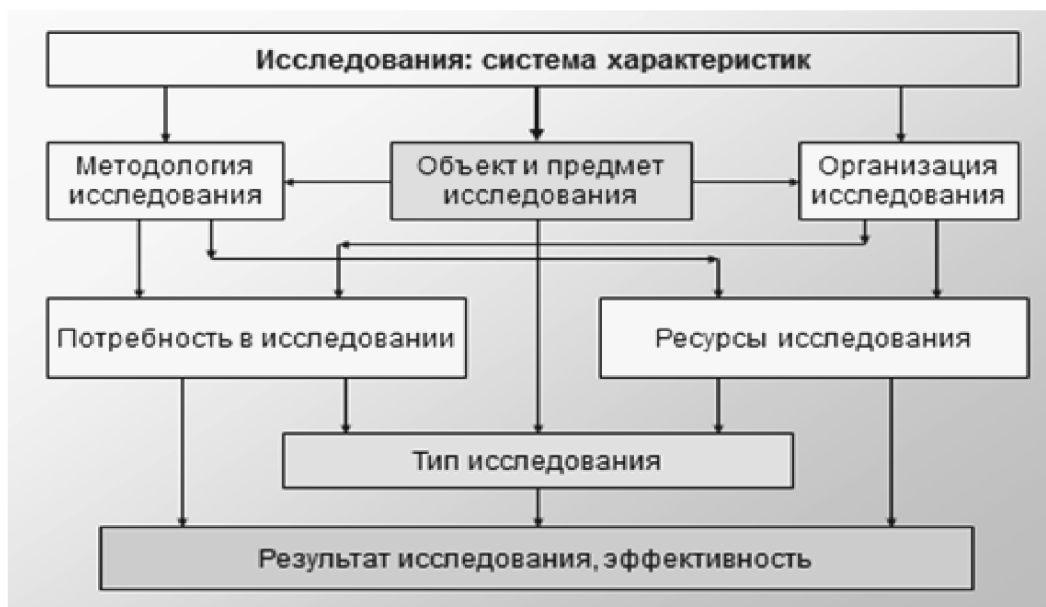 Исследования: система характеристик
Методология
исследования
Объект и предмет
исследования
Организация
исследования
Потребность в исследовании
Ресурсы исследования
Тип исследования
Результат исследования, эффективность